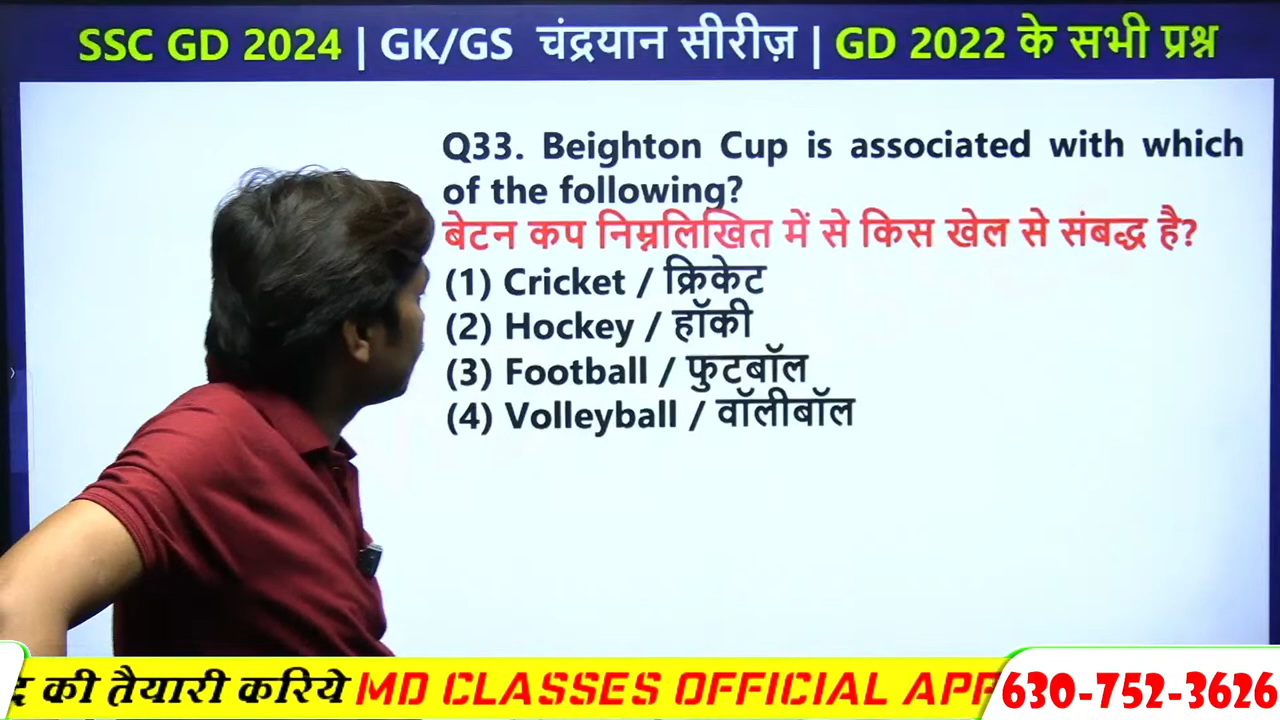 SSC GD 2024 | GK/GS चंद्रयान सीरीज़ | GD 2022 के सभी प्रश्न
Q33. Beighton Cup is associated with which
of the following?
बेटन कप निम्नलिखित में से किस खेल से संबद्ध है?
(1) Cricket / क्रिकेट
(2) Hockey / हॉकी
(3) Football / फुटबॉल
(4) Volleyball / वॉलीबॉल
की तैयारी करिये MD CLASSES OFFICIAL APP
630-752-3626